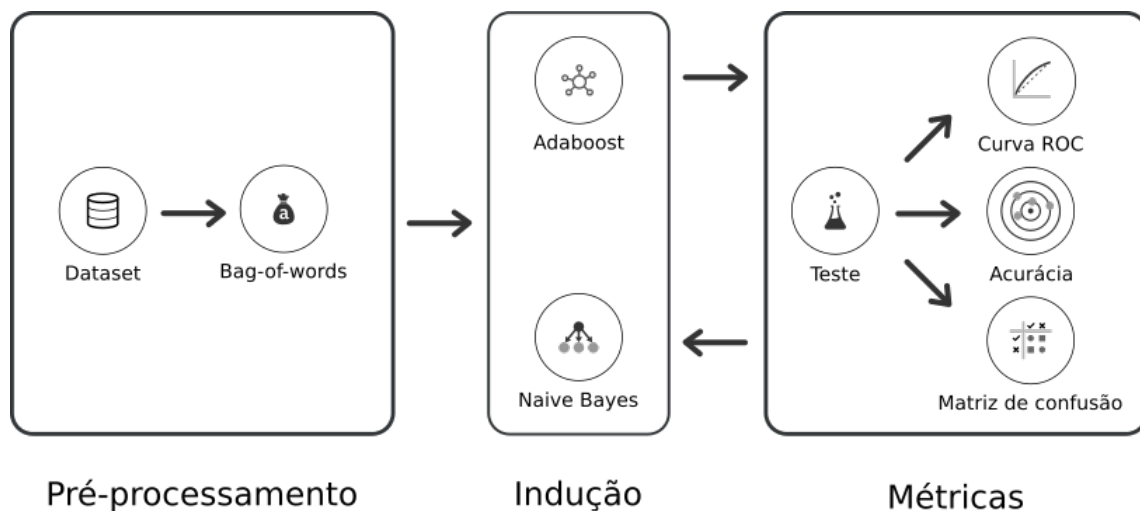 Dataset
a
Bag-of-words
Pré-processamento
Adaboost
Naive Bayes
Indução
Teste
Curva ROC
Acurácia
Matriz de confusão
Métricas